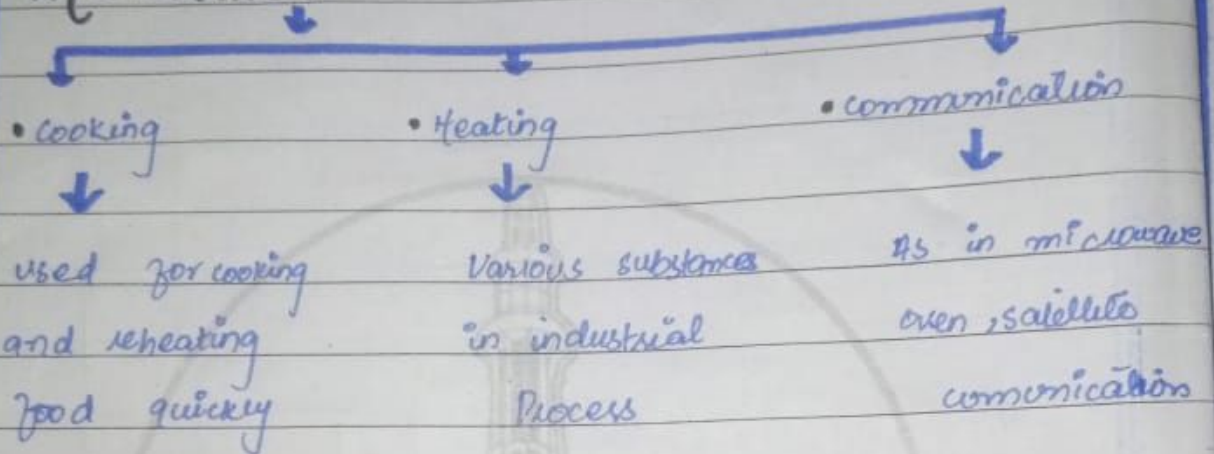 • cooking • Heating • communication
used for cooking Various substances As in microwave
and reheating in industrial oven, satellite
food quickly Process comonication